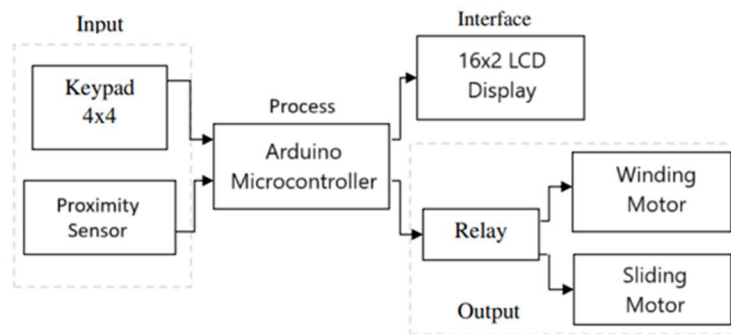 Input
Keypad
4x4
Proximity
Sensor
Process
Arduino
Microcontroller
Interface
16x2 LCD
Display
Relay
Winding
Motor
Sliding
Motor
Output